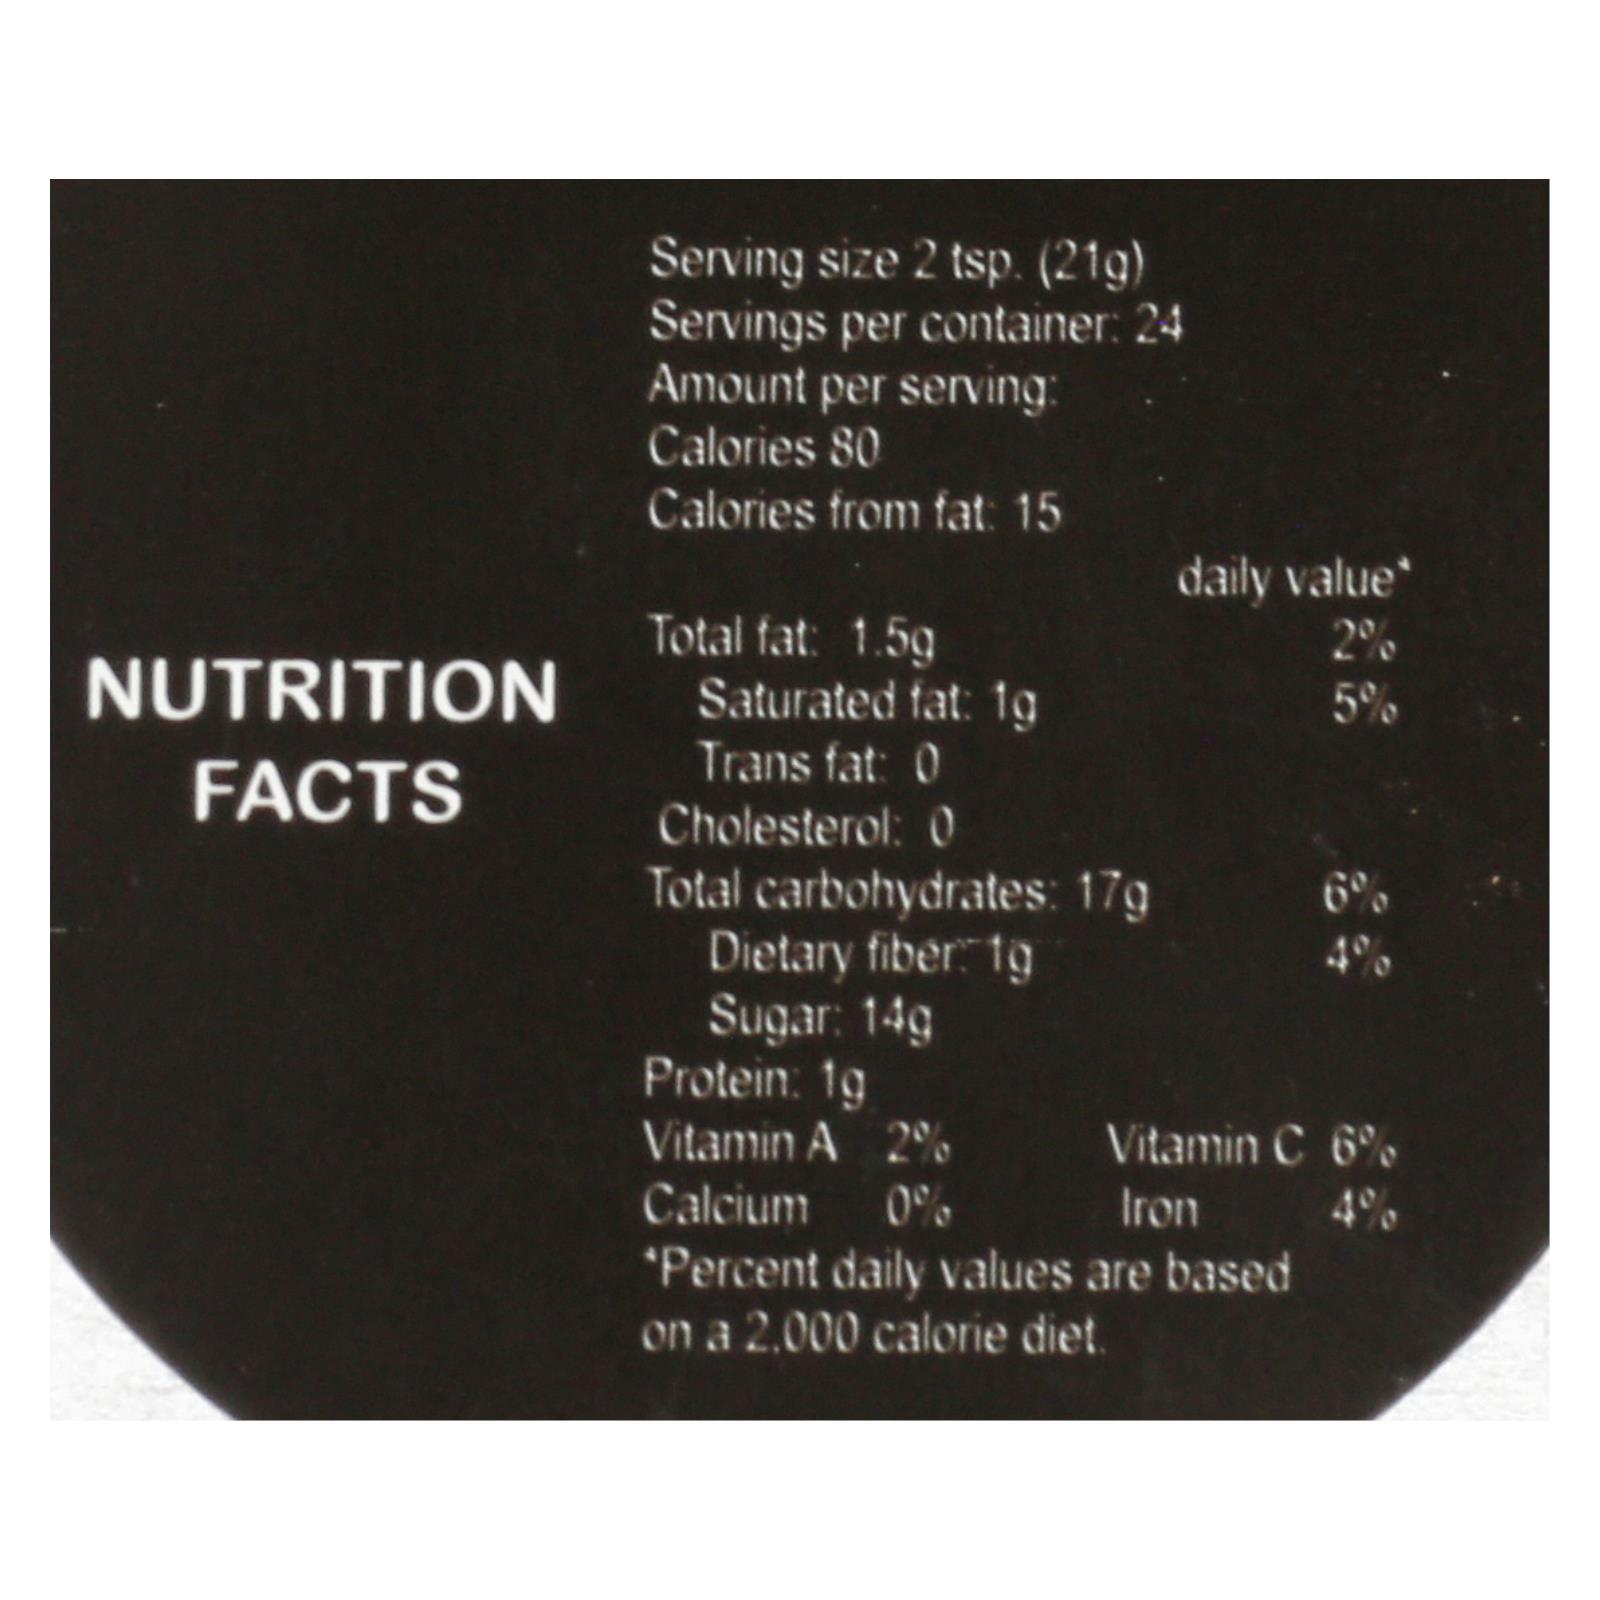 NUTRITION
FACTS
Serving size 2 tsp. (21g)
Servings per container: 24
Amount per serving:
Calories 80
Calories from fat: 15
daily value*
Total fat: 1.5g 2%
Saturated fat: 1g 5%
Trans fat: 0
Cholesterol: 0
Total carbohydrates: 17g 6%
Dietary fiber: 1g 4%
Sugar: 14g
Protein: 1g
Vitamin A 2% Vitamin C 6%
Calcium 0% Iron 4%
*Percent daily values are based
on a 2,000 calorie diet.